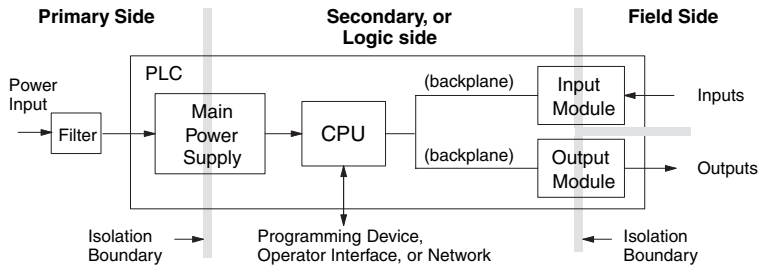 Primary Side
Secondary, or
Logic side
Field Side
PLC
Power
Input
Filter
Main
Power
Supply
CPU
(backplane)
(backplane)
Input
Module
Output
Module
Inputs
Outputs
Isolation
Boundary
Programming Device,
Operator Interface, or Network
Isolation
Boundary